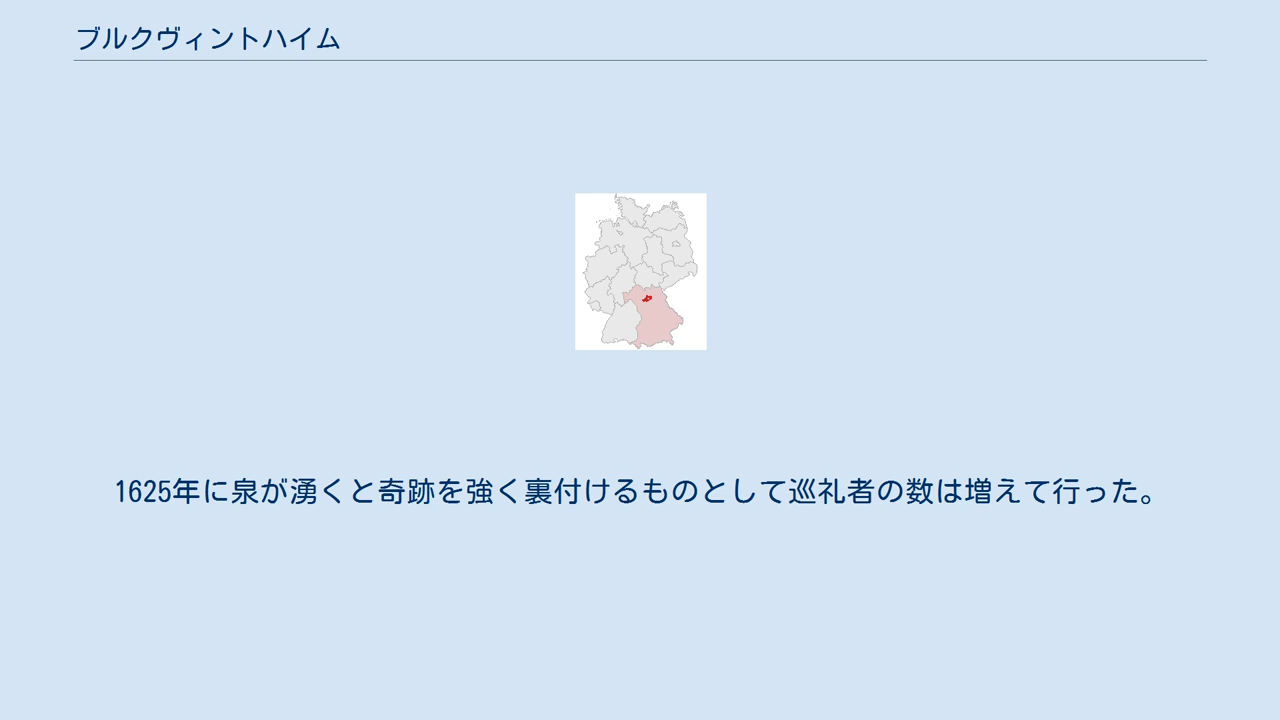 ブルクヴィントハイム
1625年に泉が湧くと奇跡を強く裏付けるものとして巡礼者の数は増えて行った。